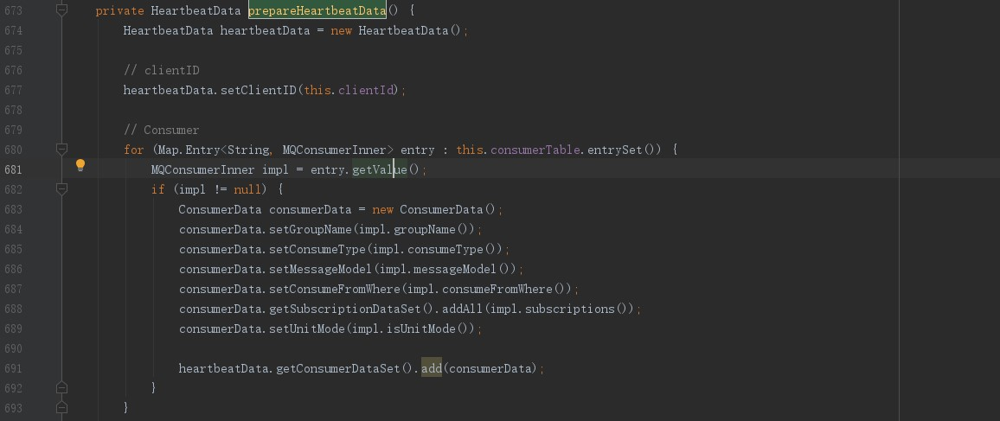 673 private HeartbeatData prepareHeartbeatData() {
674 HeartbeatData heartbeatData = new HeartbeatData();
675
676 // clientID
677 heartbeatData.setClientID(this.clientId);
678
679 // Consumer
680 for (Map.Entry<String, MQConsumerInner> entry : this.consumerTable.entrySet()) {
681 MQConsumerInner impl = entry.getValue();
682 if (impl != null) {
683 ConsumerData consumerData = new ConsumerData();
684 consumerData.setGroupName(impl.groupName());
685 consumerData.setConsumeType(impl.consumeType());
686 consumerData.setMessageModel(impl.messageModel());
687 consumerData.setConsumeFromWhere(impl.consumeFromWhere());
688 consumerData.getSubscriptionDataSet().addAll(impl.subscriptions());
689 consumerData.setUnitMode(impl.isUnitMode());
690
691 heartbeatData.getConsumerDataSet().add(consumerData);
692 }
693 }